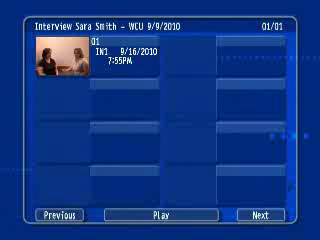 Interview Sara Smith - WCU 9/9/2010 01/01
01
IN1 9/16/2010
7:55PM
Previous Play Next